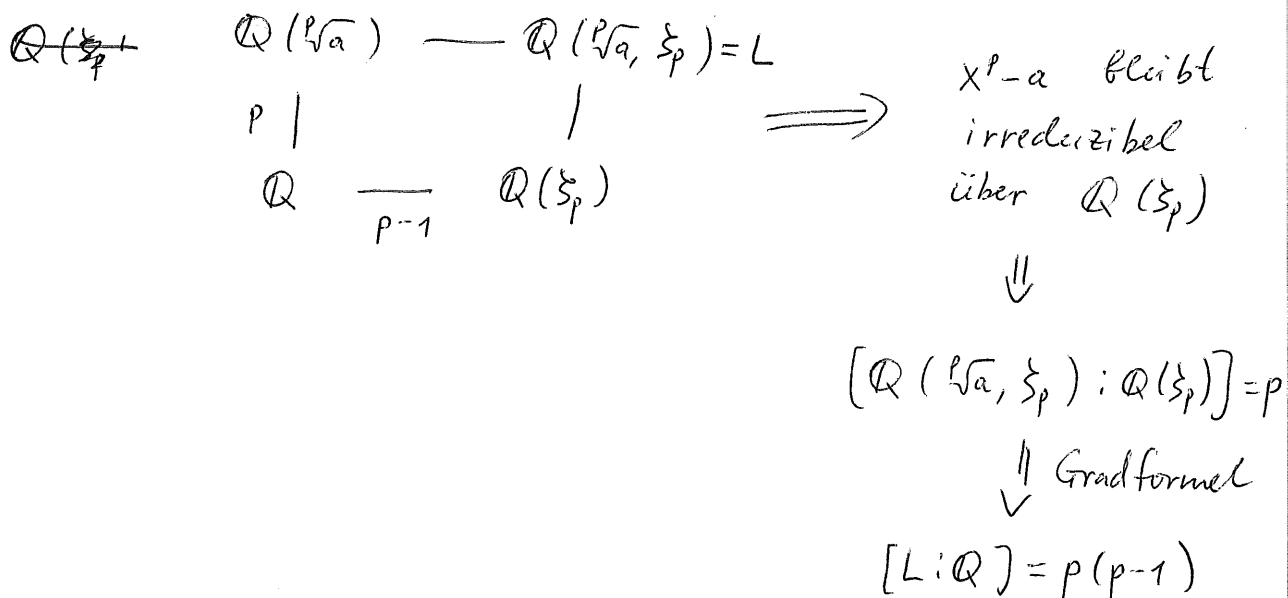 ℚ(ζ_p
ℚ(ᵖ√a) — ℚ(ᵖ√a, ζ_p) = L
p | |
ℚ — ℚ(ζ_p)
p-1
⟹
x^p - a bleibt
irreduzibel
über ℚ(ζ_p)
⇓
[ℚ(ᵖ√a, ζ_p) : ℚ(ζ_p)] = p
⇓ Gradformel
[L:ℚ] = p(p-1)